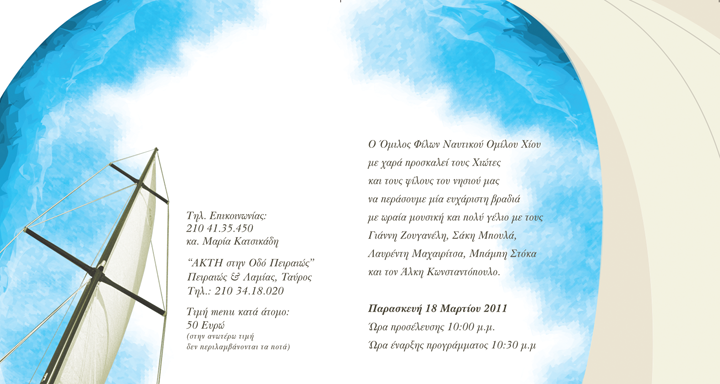 Τηλ. Επικοινωνίας:
210 41.35.450
κα. Μαρία Κατσικάδη
“ΑΚΤΗ στην Οδό Πειραιώς”
Πειραιώς & Λαμίας, Ταύρος
Τηλ.: 210 34.18.020
Τιμή menu κατά άτομο:
50 Ευρώ
(στην ανωτέρω τιμή
δεν περιλαμβάνονται τα ποτά)
Ο Όμιλος Φίλων Ναυτικού Ομίλου Χίου
με χαρά προσκαλεί τους Χιώτες
και τους φίλους του νησιού μας
να περάσουμε μία ευχάριστη βραδιά
με ωραία μουσική και πολύ γέλιο με τους
Γιάννη Ζουγανέλη, Σάκη Μπουλά,
Λαυρέντη Μαχαιρίτσα, Μπάμπη Στόκα
και τον Άλκη Κωνσταντόπουλο.
Παρασκευή 18 Μαρτίου 2011
Ώρα προσέλευσης 10:00 μ.μ.
Ώρα έναρξης προγράμματος 10:30 μ.μ